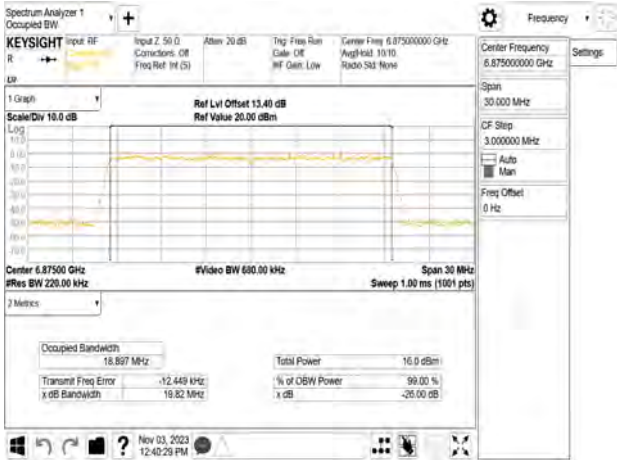 Spectrum Analyzer 1
Occupied BW
+
Frequency
KEYSIGHT
R
Input: RF
Input Z: 50 Ω
Corrections: Off
Freq Ref: Int (S)
Atten: 20 dB
Trig: Free Run
Gate: Off
#IF Gain: Low
Center Freq: 6.875000000 GHz
Avg|Hold: 10/10
Radio Std: None
Center Frequency
6.875000000 GHz
Settings
Span
30.000 MHz
CF Step
3.000000 MHz
Auto
Man
Freq Offset
0 Hz
1 Graph
Scale/Div 10.0 dB
Ref Lvl Offset 13.40 dB
Ref Value 20.00 dBm
Log
10.0
0.00
Center 6.87500 GHz
#Res BW 220.00 kHz
#Video BW 680.00 kHz
Span 30 MHz
Sweep 1.00 ms (1001 pts)
2 Metrics
Occupied Bandwidth
18.897 MHz
Total Power
16.0 dBm
Transmit Freq Error
-12.449 kHz
% of OBW Power
99.00 %
x dB Bandwidth
19.82 MHz
x dB
-26.00 dB
?
Nov 03, 2023
12:40:29 PM